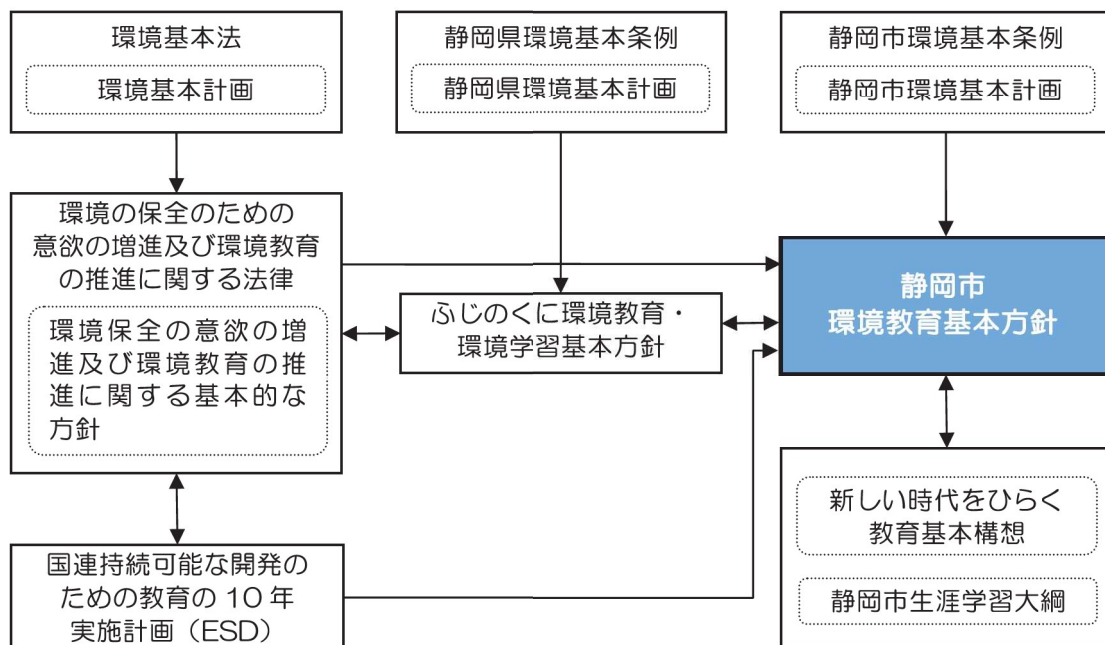 環境基本法
環境基本計画
静岡県環境基本条例
静岡県環境基本計画
静岡市環境基本条例
静岡市環境基本計画
環境の保全のための
意欲の増進及び環境教育
の推進に関する法律
環境保全の意欲の増
進及び環境教育の推
進に関する基本的な
方針
ふじのくに環境教育・
環境学習基本方針
静岡市
環境教育基本方針
国連持続可能な開発の
ための教育の 10 年
実施計画（ESD）
新しい時代をひらく
教育基本構想
静岡市生涯学習大綱